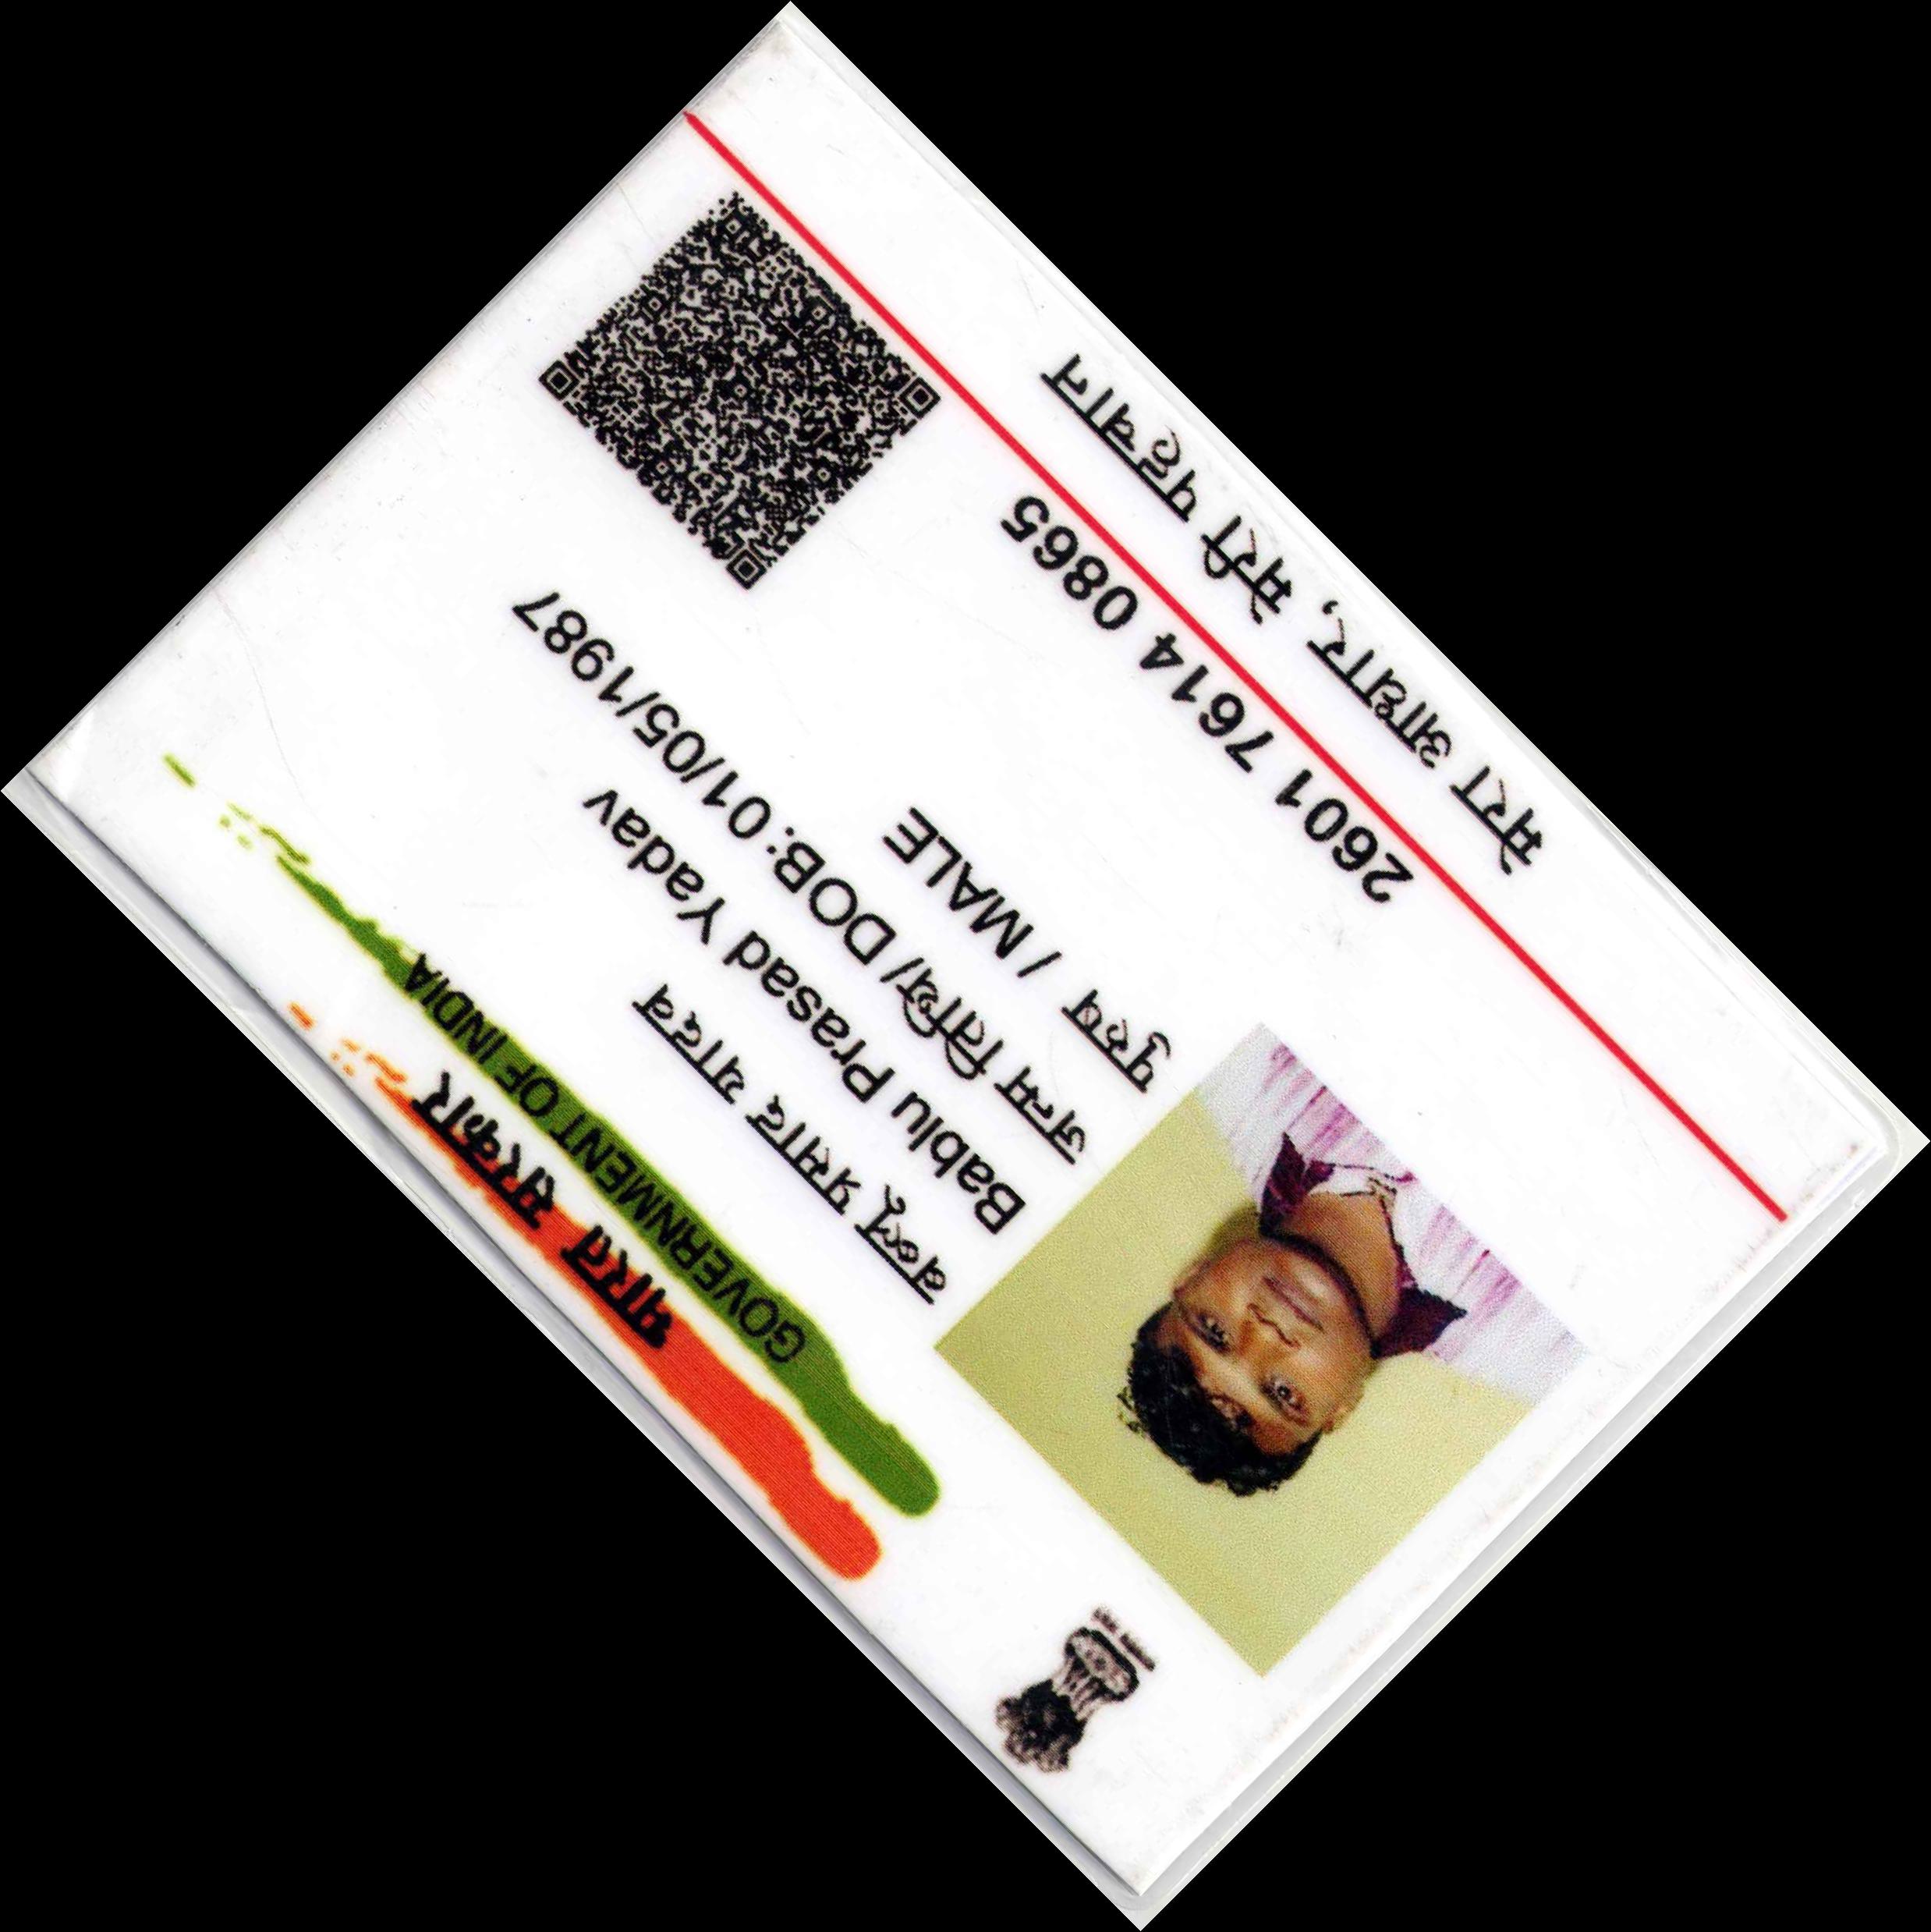 भारत सरकार
GOVERNMENT OF INDIA
बब्लू प्रसाद यादव
Bablu Prasad Yadav
जन्म तिथि/ DOB: 01/05/1987
पुरुष / MALE
2601 7614 0865
मेरा आधार, मेरी पहचान